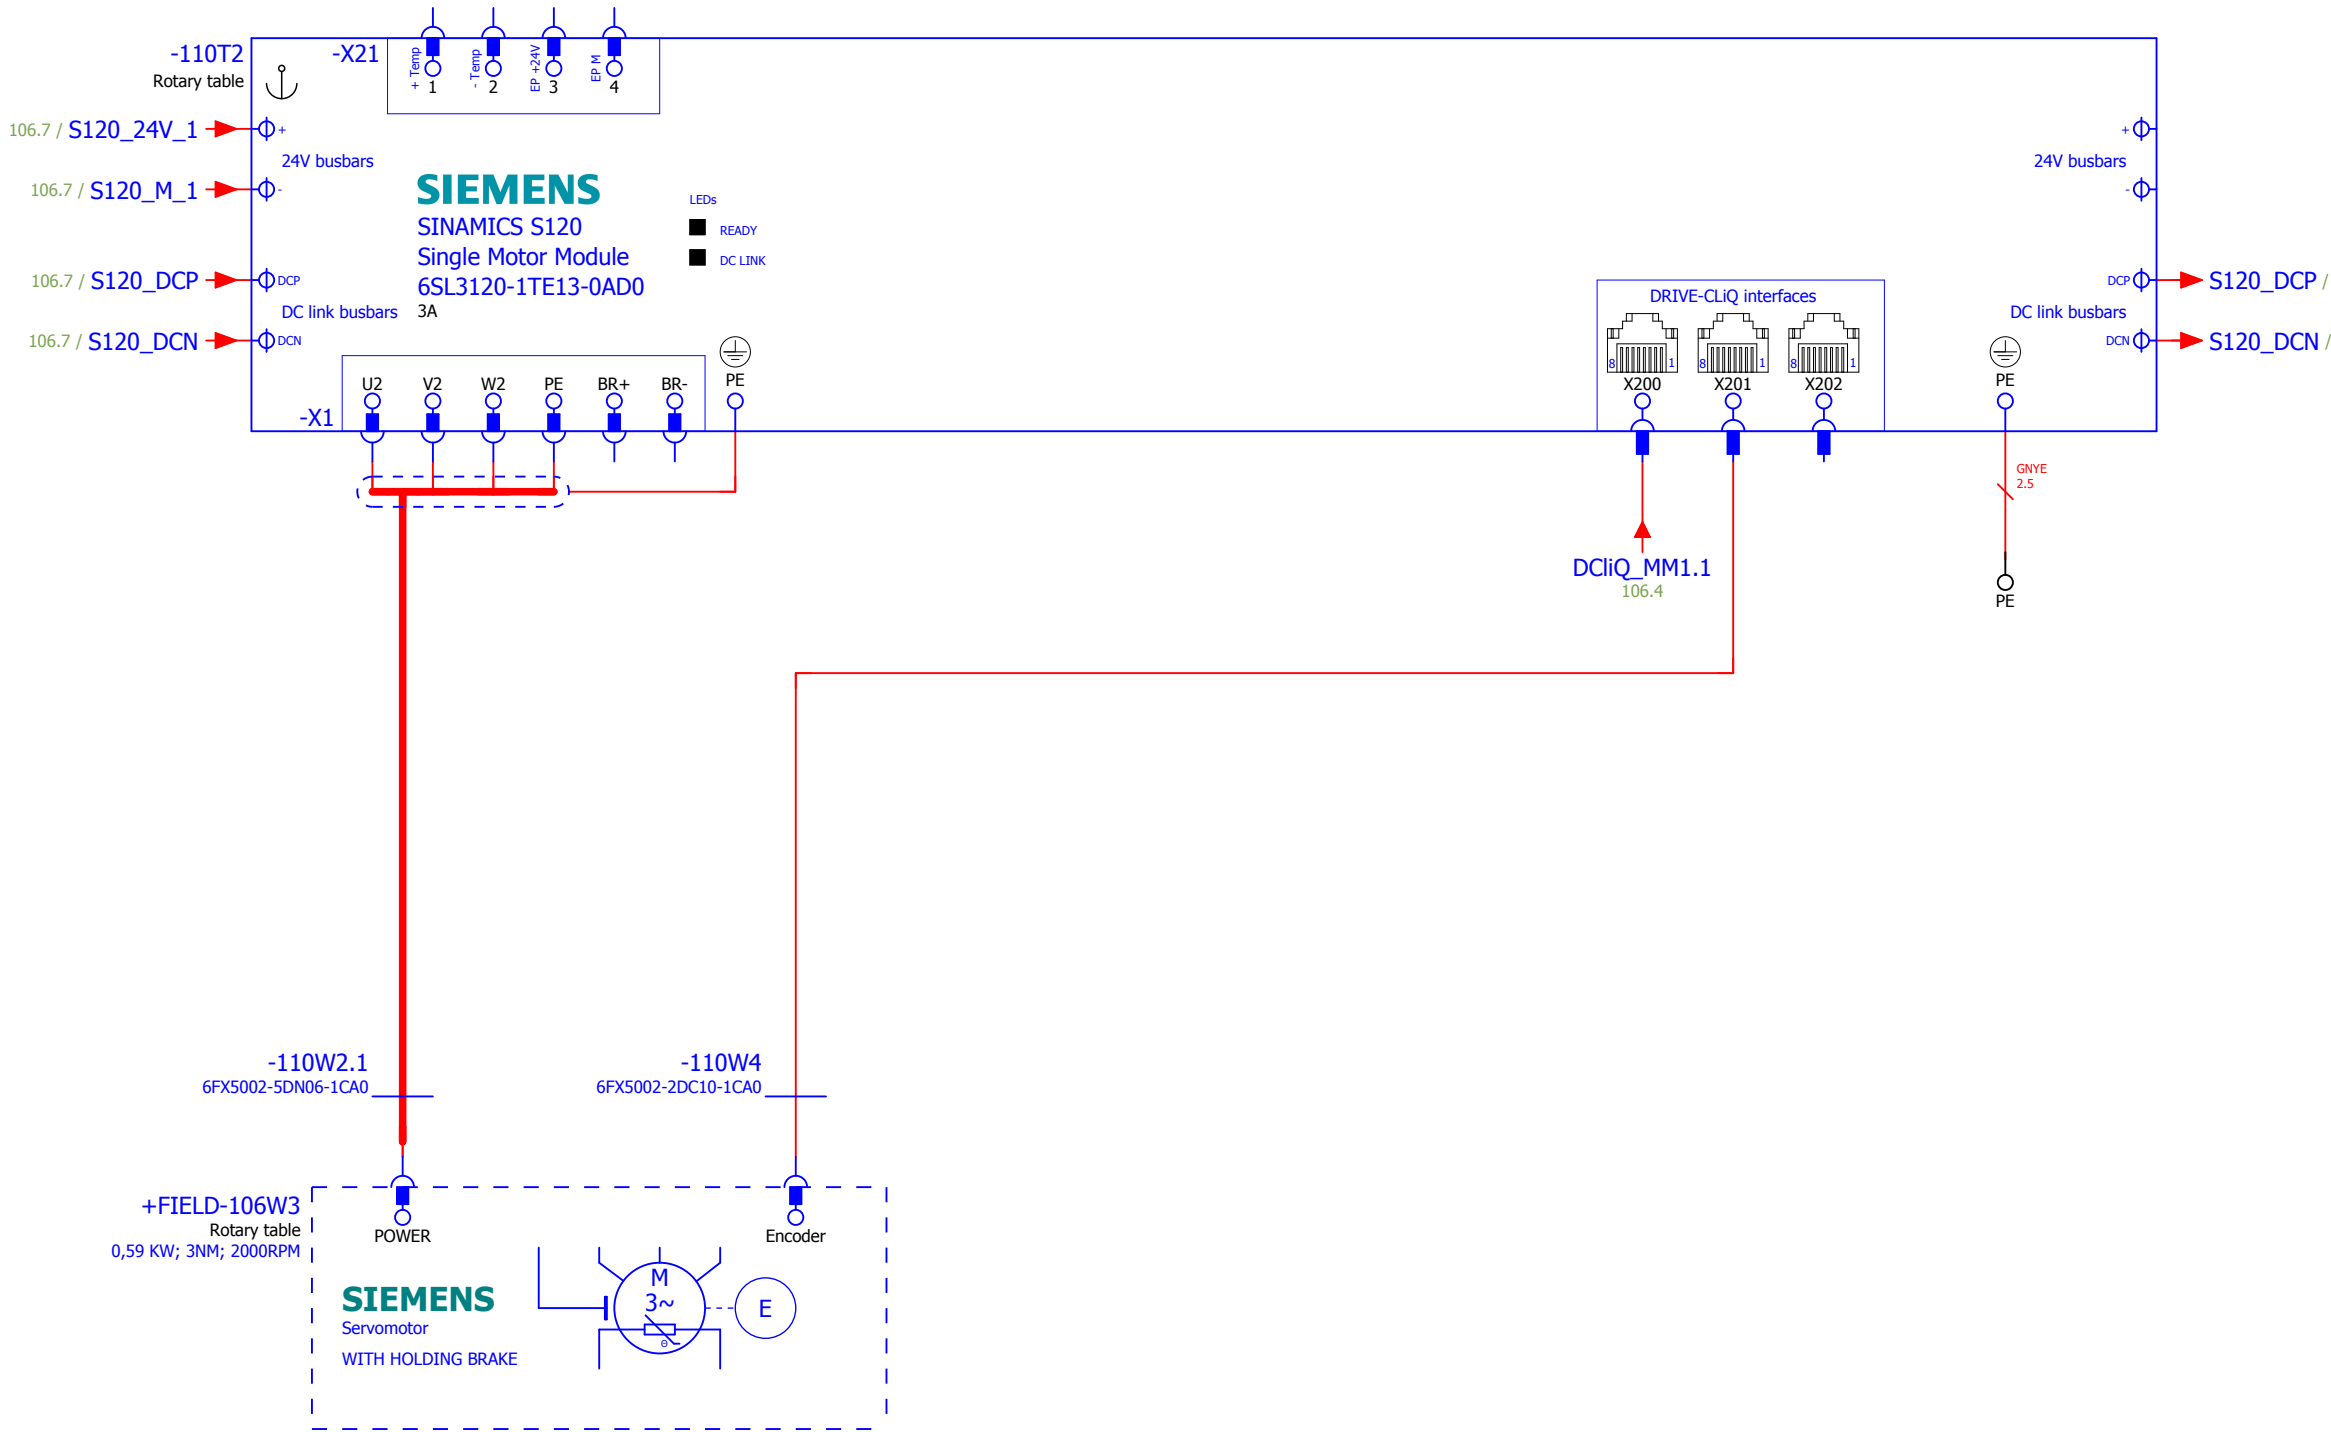 -110T2
Rotary table
-X21
+ Temp
- Temp
EP +24V
EP M
1 2 3 4
106.7 / S120_24V_1
+
24V busbars
106.7 / S120_M_1
-
106.7 / S120_DCP
DCP
DC link busbars
106.7 / S120_DCN
DCN
SIEMENS
SINAMICS S120
Single Motor Module
6SL3120-1TE13-0AD0
3A
LEDs
READY
DC LINK
+
24V busbars
-
DCP
S120_DCP /
DC link busbars
DCN
S120_DCN /
DRIVE-CLiQ interfaces
8 1 8 1 8 1
X200 X201 X202
PE
-X1
U2 V2 W2 PE BR+ BR-
PE
GNYE
2.5
PE
DCliQ_MM1.1
106.4
-110W2.1
6FX5002-5DN06-1CA0
-110W4
6FX5002-2DC10-1CA0
+FIELD-106W3
Rotary table
0,59 KW; 3NM; 2000RPM
POWER
Encoder
SIEMENS
Servomotor
WITH HOLDING BRAKE
M
3~
Θ
E